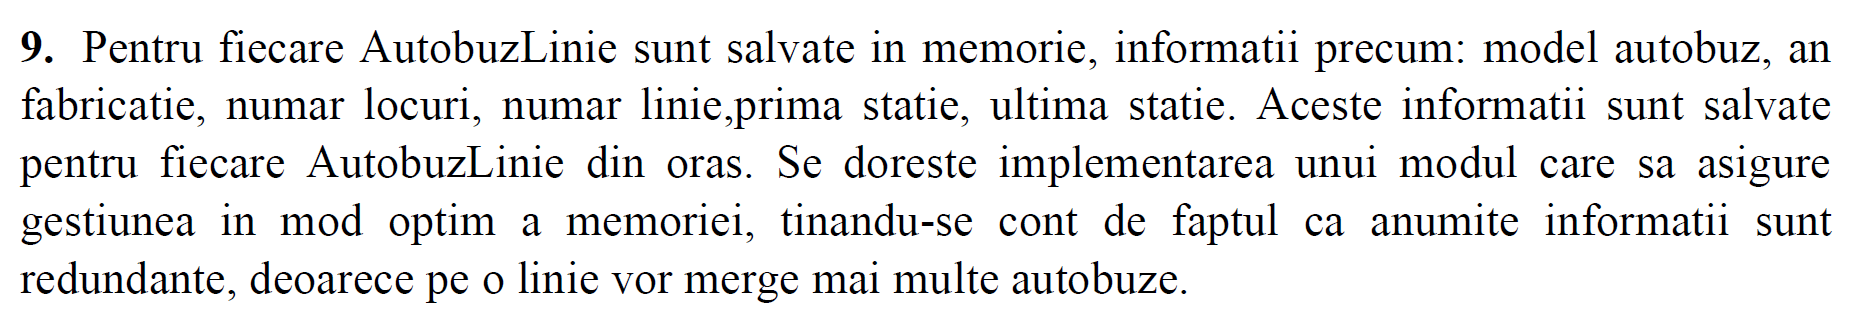 9. Pentru fiecare AutobuzLinie sunt salvate in memorie, informatii precum: model autobuz, an
fabricatie, numar locuri, numar linie,prima statie, ultima statie. Aceste informatii sunt salvate
pentru fiecare AutobuzLinie din oras. Se doreste implementarea unui modul care sa asigure
gestiunea in mod optim a memoriei, tinandu-se cont de faptul ca anumite informatii sunt
redundante, deoarece pe o linie vor merge mai multe autobuze.